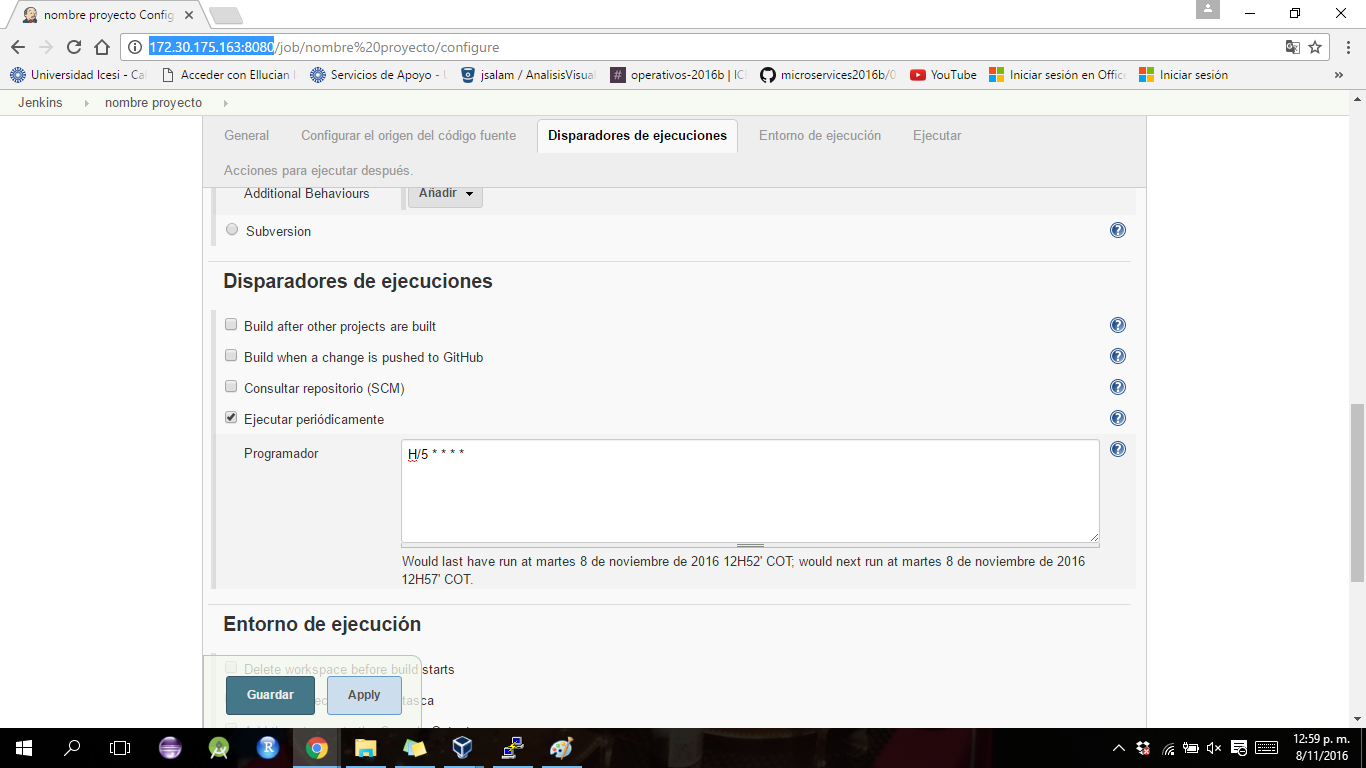 nombre proyecto Config
172.30.175.163:8080/job/nombre%20proyecto/configure
Universidad Icesi - Ca
Acceder con Ellucian
Servicios de Apoyo -
jsalam / AnalisisVisual
operativos-2016b | IC
microservices2016b/0
YouTube
Iniciar sesión en Office
Iniciar sesión
»
Jenkins
nombre proyecto
General
Configurar el origen del código fuente
Disparadores de ejecuciones
Entorno de ejecución
Ejecutar
Acciones para ejecutar después.
Additional Behaviours
Añadir
Subversion
Disparadores de ejecuciones
Build after other projects are built
Build when a change is pushed to GitHub
Consultar repositorio (SCM)
Ejecutar periódicamente
Programador
H/5 * * * *
Would last have run at martes 8 de noviembre de 2016 12H52' COT; would next run at martes 8 de noviembre de 2016
12H57' COT.
Entorno de ejecución
Delete workspace before build starts
Guardar
Apply
12:59 p. m.
8/11/2016